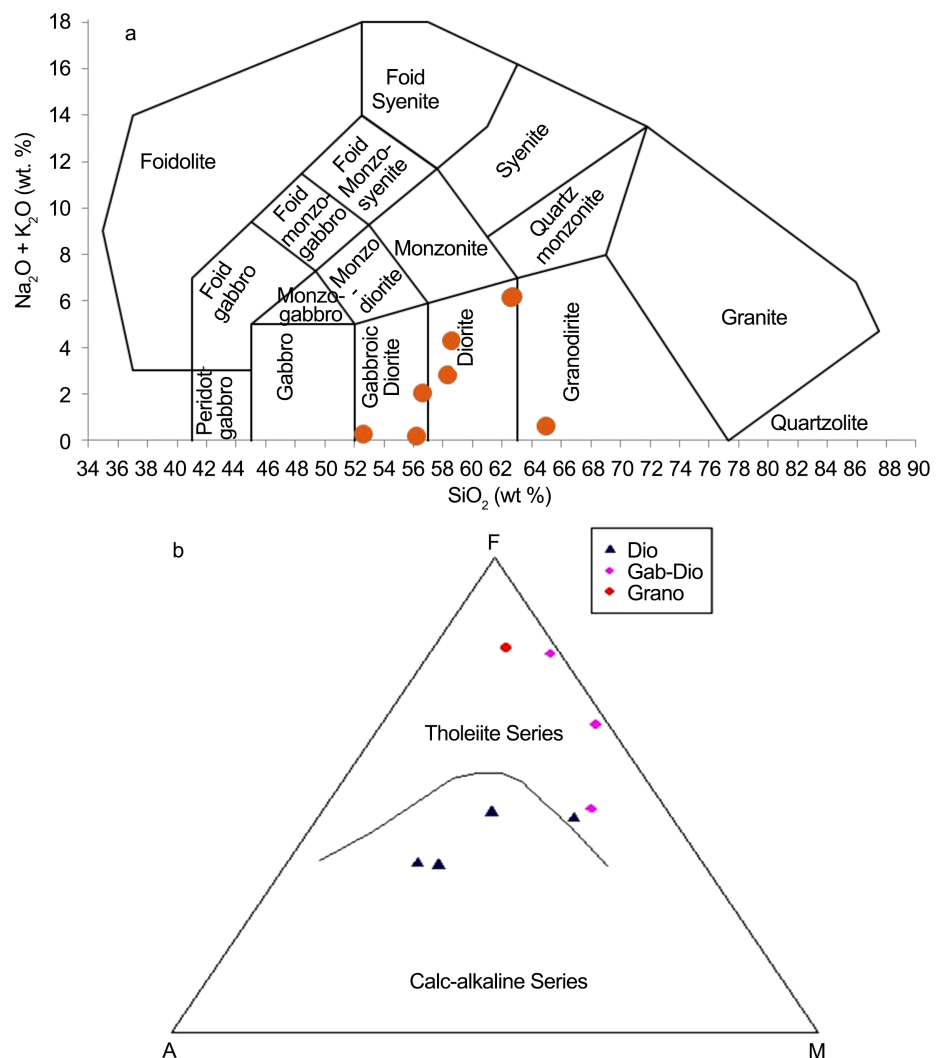 a
Na2O + K2O (wt. %)
18
16
14
12
10
8
6
4
2
0
Foid
Syenite
Foidolite
Syenite
Foid
Monzo-
syenite
Foid
monzo-
gabbro
Quartz
monzonite
Monzonite
Foid
gabbro
Monzo
-
diorite
Monzo-
gabbro
Granite
Peridot-
gabbro
Gabbro
Gabbroic
Diorite
Diorite
Granodirite
Quartzolite
34 36 38 40 42 44 46 48 50 52 54 56 58 60 62 64 66 68 70 72 74 76 78 80 82 84 86 88 90
SiO2 (wt %)
b
F
Dio
Gab-Dio
Grano
Tholeiite Series
Calc-alkaline Series
A
M